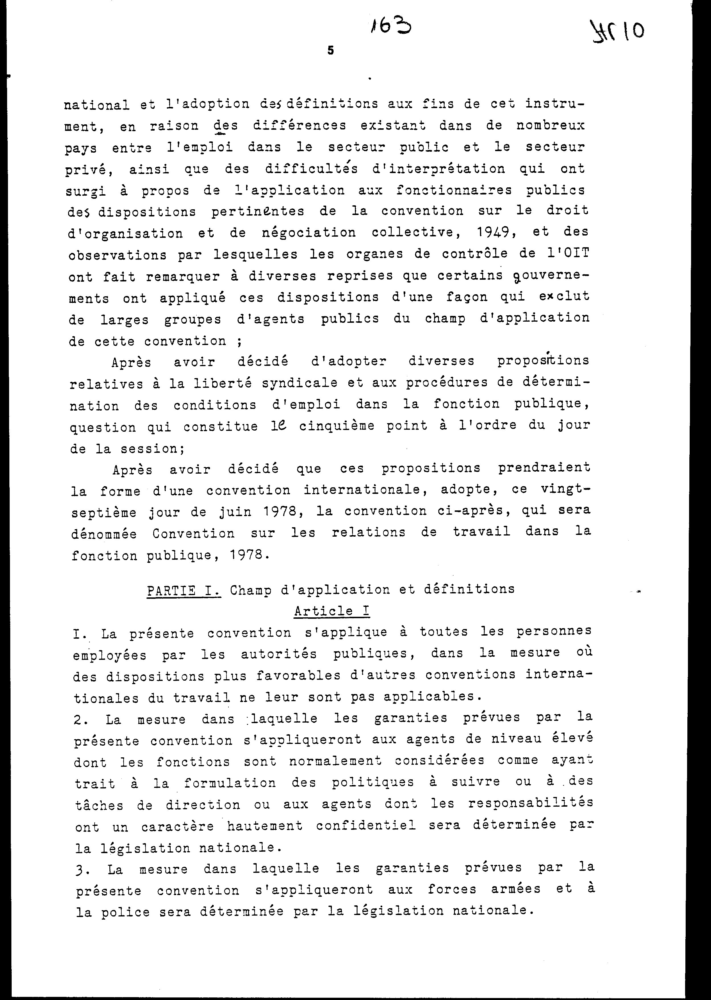 163
5
national et l'adoption des définitions aux fins de cet instru-
ment, en raison des différences existant dans de nombreux
pays entre l'emploi dans le secteur public et le secteur
privé, ainsi que des difficultés d'interprétation qui ont
surgi à propos de l'application aux fonctionnaires publics
des dispositions pertinentes de la convention sur le droit
d'organisation et de négociation collective, 1949, et des
observations par lesquelles les organes de contrôle de l'OIT
ont fait remarquer à diverses reprises que certains gouverne-
ments ont appliqué ces dispositions d'une façon qui exclut
de larges groupes d'agents publics du champ d'application
de cette convention ;
Après avoir décidé d'adopter diverses propositions
relatives à la liberté syndicale et aux procédures de détermi-
nation des conditions d'emploi dans la fonction publique,
question qui constitue le cinquième point à l'ordre du jour
de la session;
Après avoir décidé que ces propositions prendraient
la forme d'une convention internationale, adopte, ce vingt-
septième jour de juin 1978, la convention ci-après, qui sera
dénommée Convention sur les relations de travail dans la
fonction publique, 1978.
PARTIE I. Champ d'application et définitions
Article I
I. La présente convention s'applique à toutes les personnes
employées par les autorités publiques, dans la mesure où
des dispositions plus favorables d'autres conventions interna-
tionales du travail ne leur sont pas applicables.
2. La mesure dans laquelle les garanties prévues par la
présente convention s'appliqueront aux agents de niveau élevé
dont les fonctions sont normalement considérées comme ayant
trait à la formulation des politiques à suivre ou à des
tâches de direction ou aux agents dont les responsabilités
ont un caractère hautement confidentiel sera déterminée par
la législation nationale.
3. La mesure dans laquelle les garanties prévues par la
présente convention s'appliqueront aux forces armées et à
la police sera déterminée par la législation nationale.